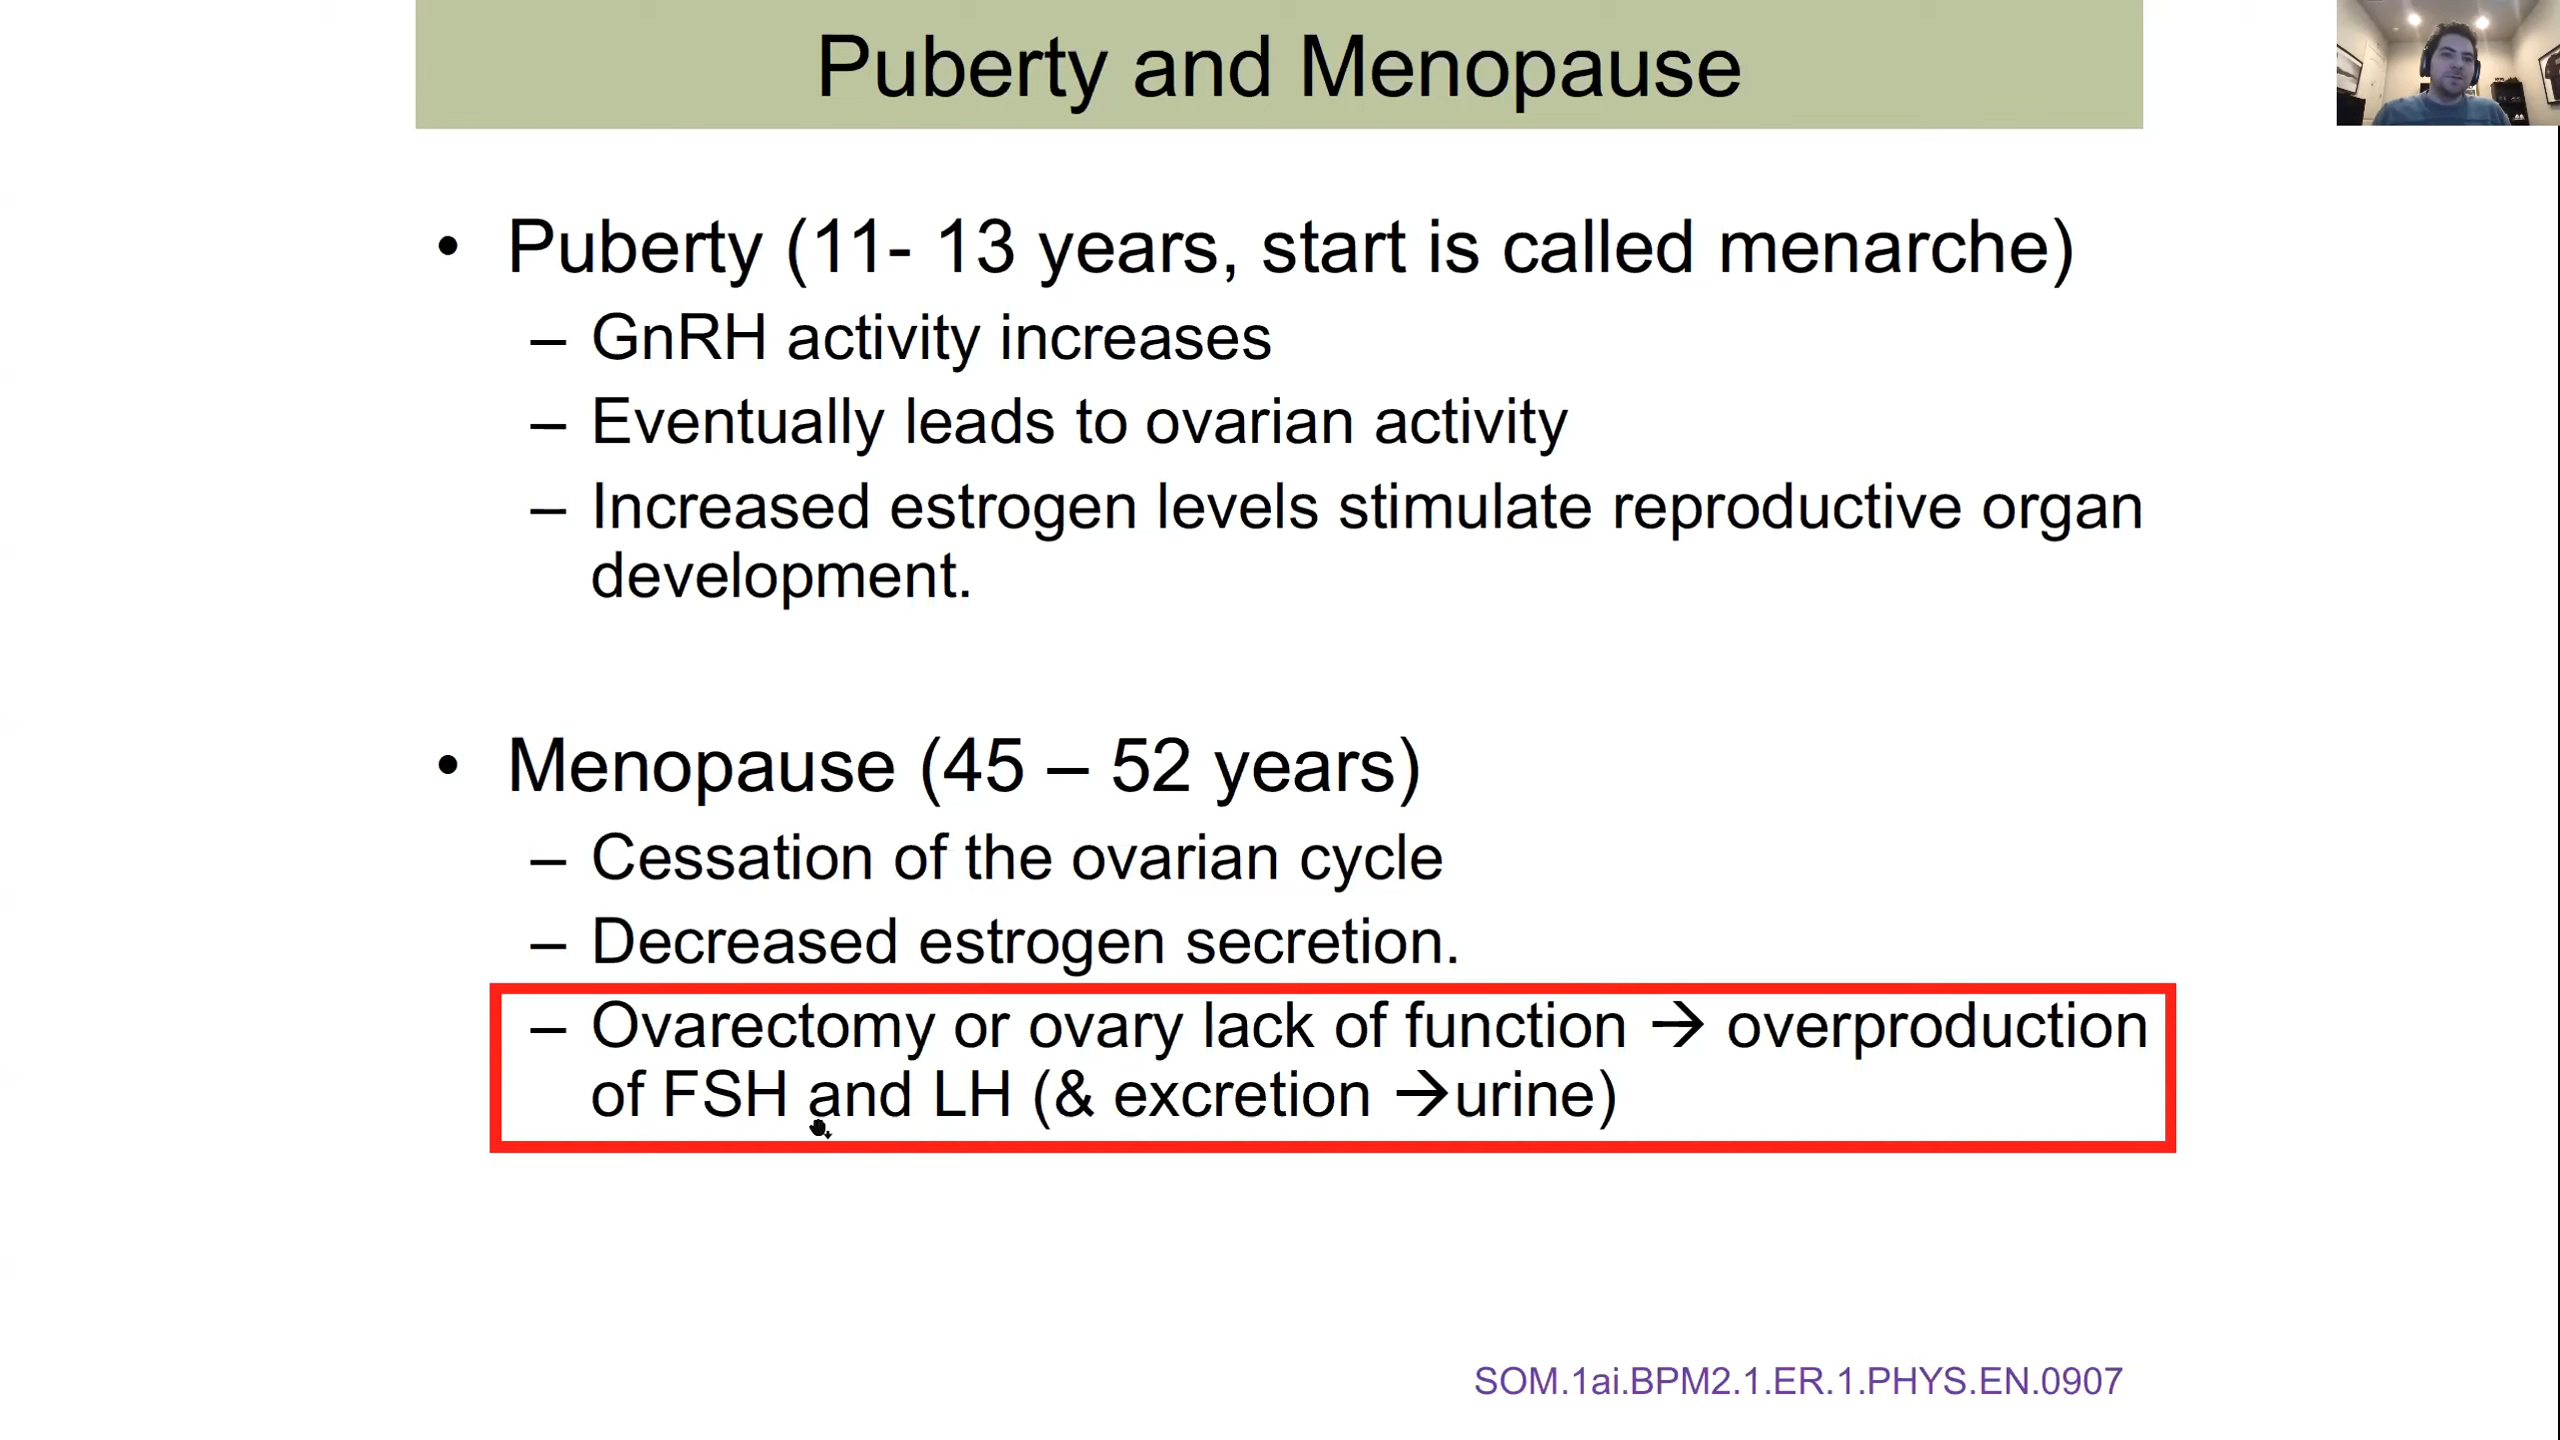 Puberty and Menopause
• Puberty (11- 13 years, start is called menarche)
– GnRH activity increases
– Eventually leads to ovarian activity
– Increased estrogen levels stimulate reproductive organ
development.
• Menopause (45 – 52 years)
– Cessation of the ovarian cycle
– Decreased estrogen secretion.
– Ovarectomy or ovary lack of function → overproduction
of FSH and LH (& excretion →urine)
SOM.1ai.BPM2.1.ER.1.PHYS.EN.0907